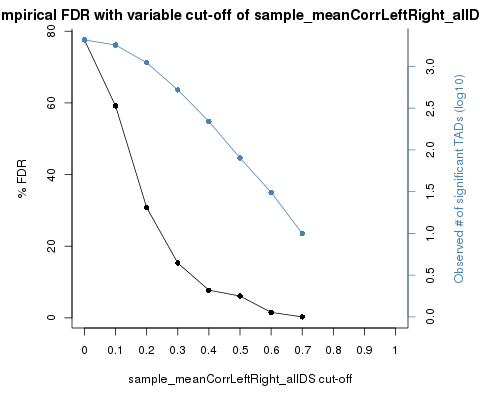 mpirical FDR with variable cut-off of sample_meanCorrLeftRight_allD
80
60
40
20
0
% FDR
3.0
2.5
2.0
1.5
1.0
0.5
0.0
Observed # of significant TADs (log10)
0 0.1 0.2 0.3 0.4 0.5 0.6 0.7 0.8 0.9 1
sample_meanCorrLeftRight_allDS cut-off